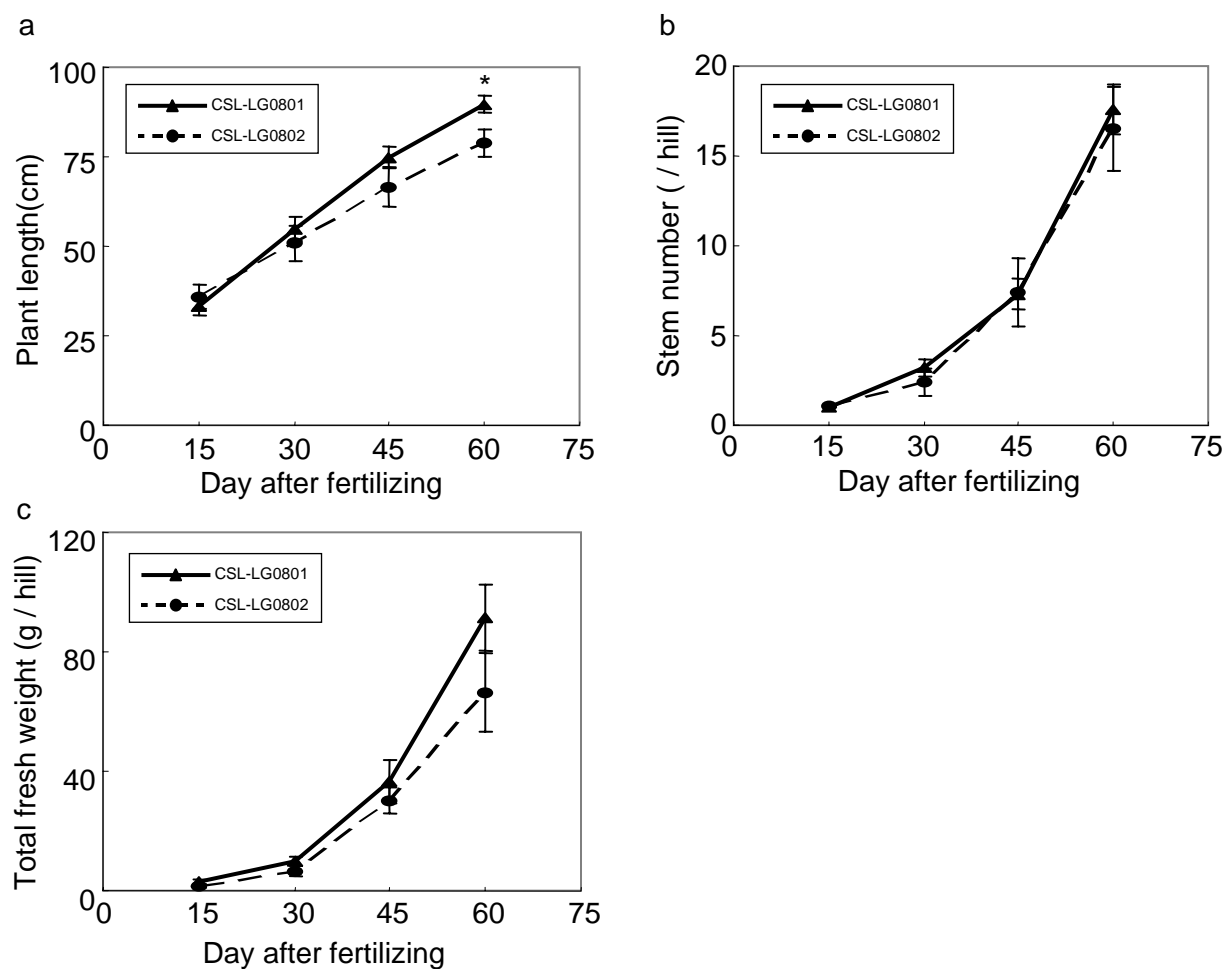 a
100
75
50
25
0
Plant length(cm)
*
CSL-LG0801
CSL-LG0802
0 15 30 45 60 75
Day after fertilizing
b
20
15
10
5
0
Stem number ( / hill)
CSL-LG0801
CSL-LG0802
0 15 30 45 60 75
Day after fertilizing
c
120
80
40
0
Total fresh weight (g / hill)
CSL-LG0801
CSL-LG0802
0 15 30 45 60 75
Day after fertilizing